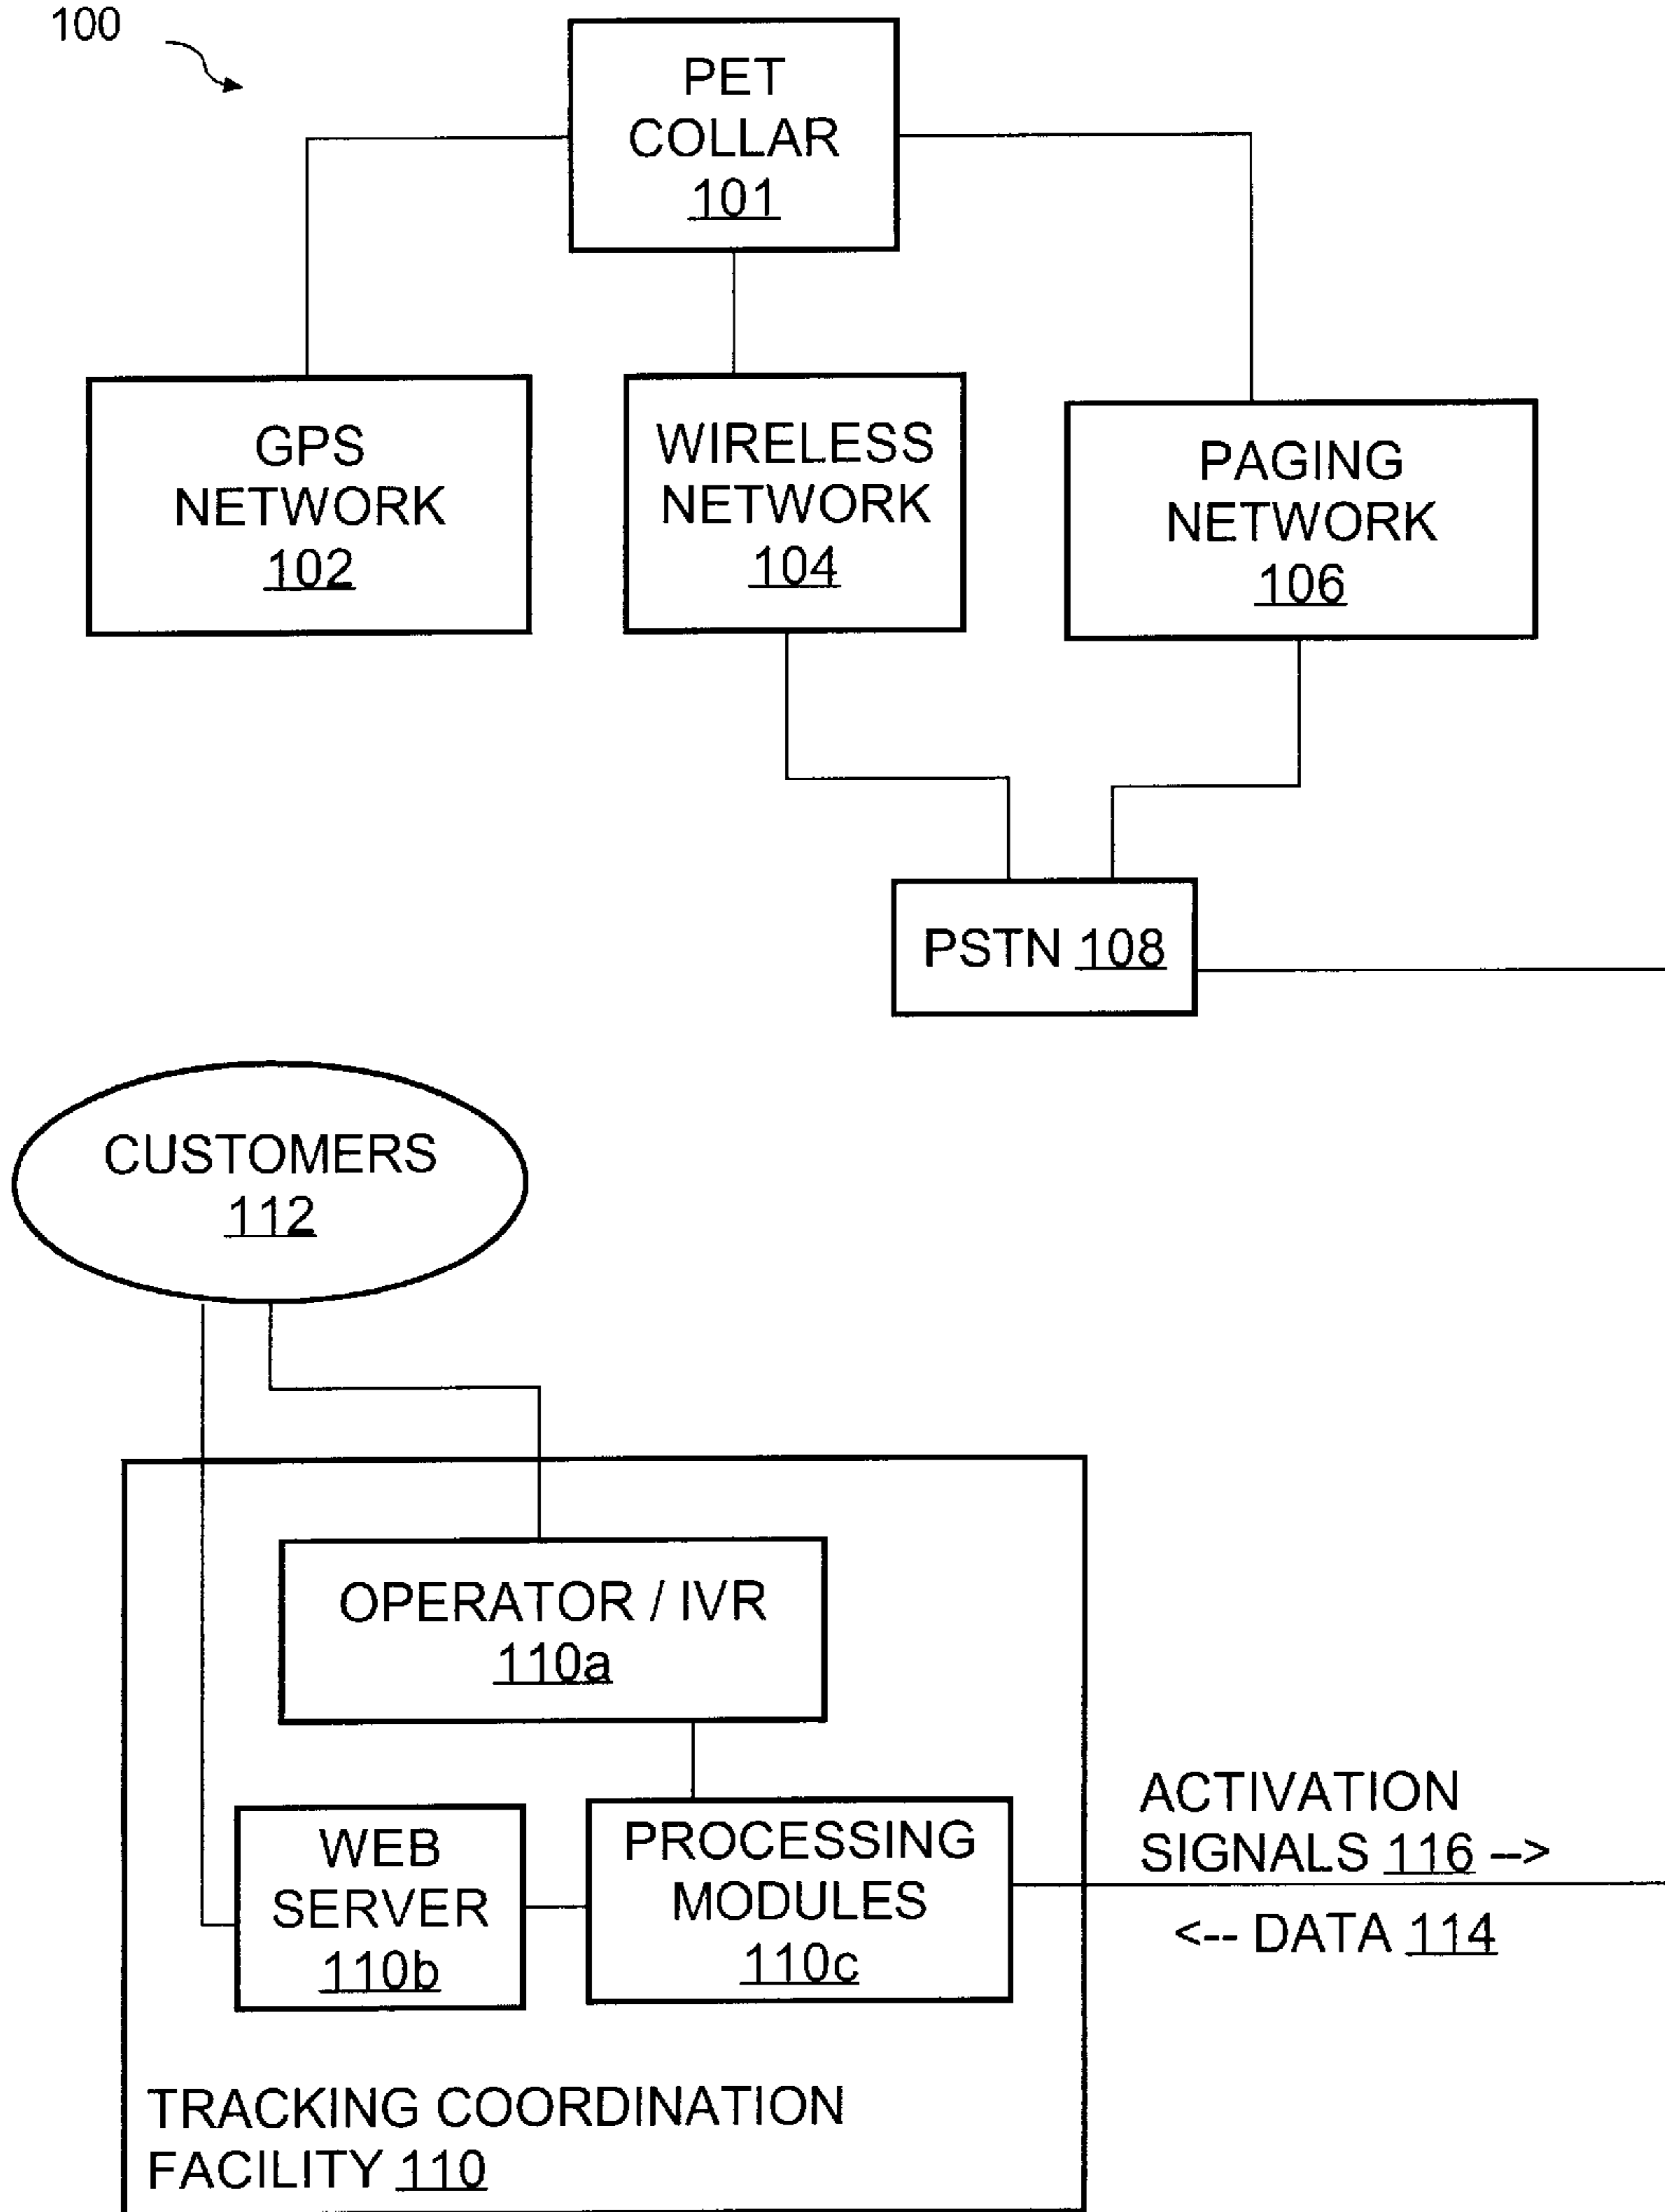 100
PET
COLLAR
101
GPS
NETWORK
102
WIRELESS
NETWORK
104
PAGING
NETWORK
106
PSTN 108
CUSTOMERS
112
OPERATOR / IVR
110a
WEB
SERVER
110b
PROCESSING
MODULES
110c
ACTIVATION
SIGNALS 116 -->
<-- DATA 114
TRACKING COORDINATION
FACILITY 110